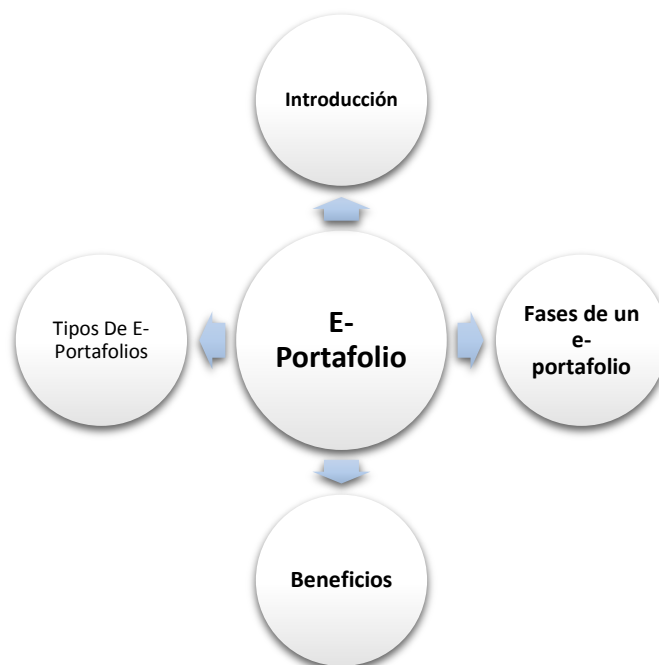 Introducción
Tipos De E-
Portafolios
E-
Portafolio
Fases de un
e-
portafolio
Beneficios